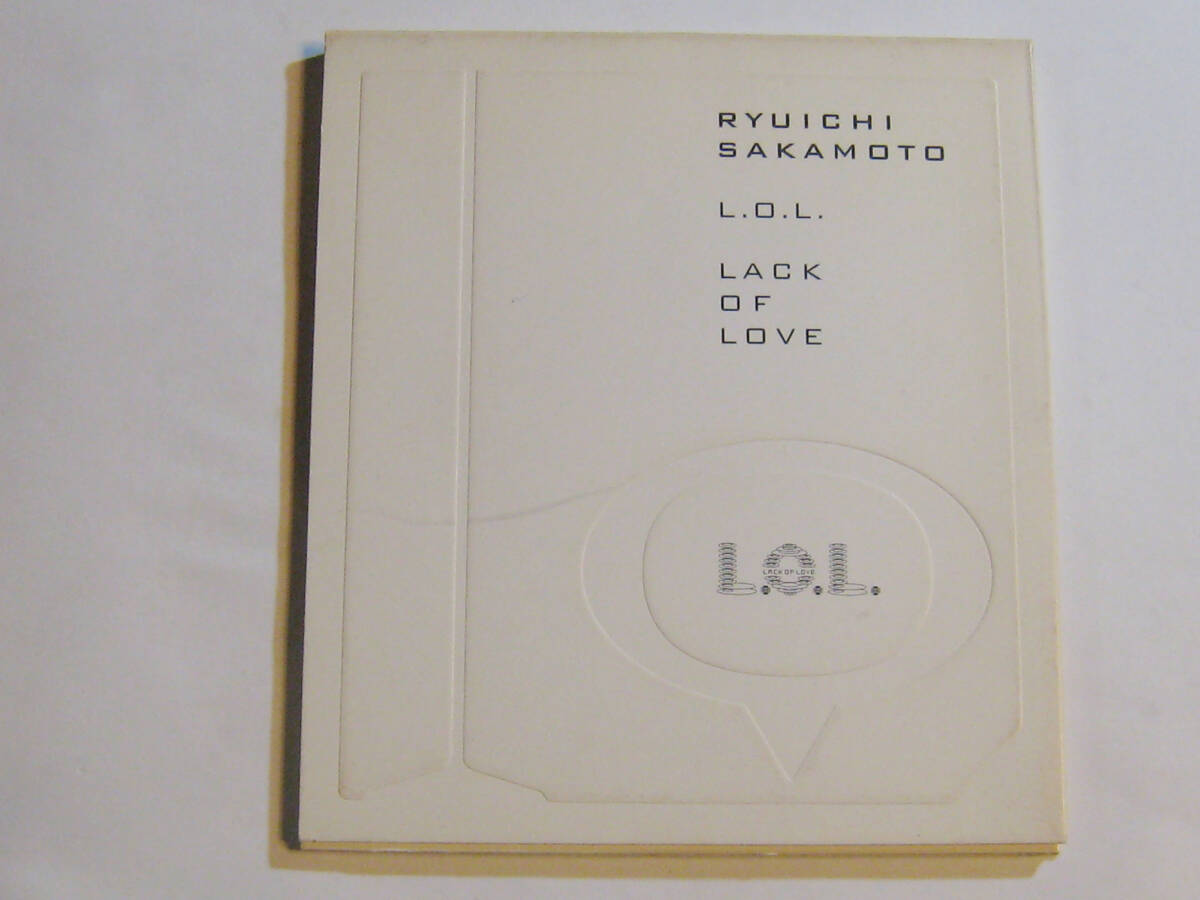 RYUICHI
SAKAMOTO
L.O.L.
LACK
OF
LOVE
L.O.L.
LACK OF LOVE